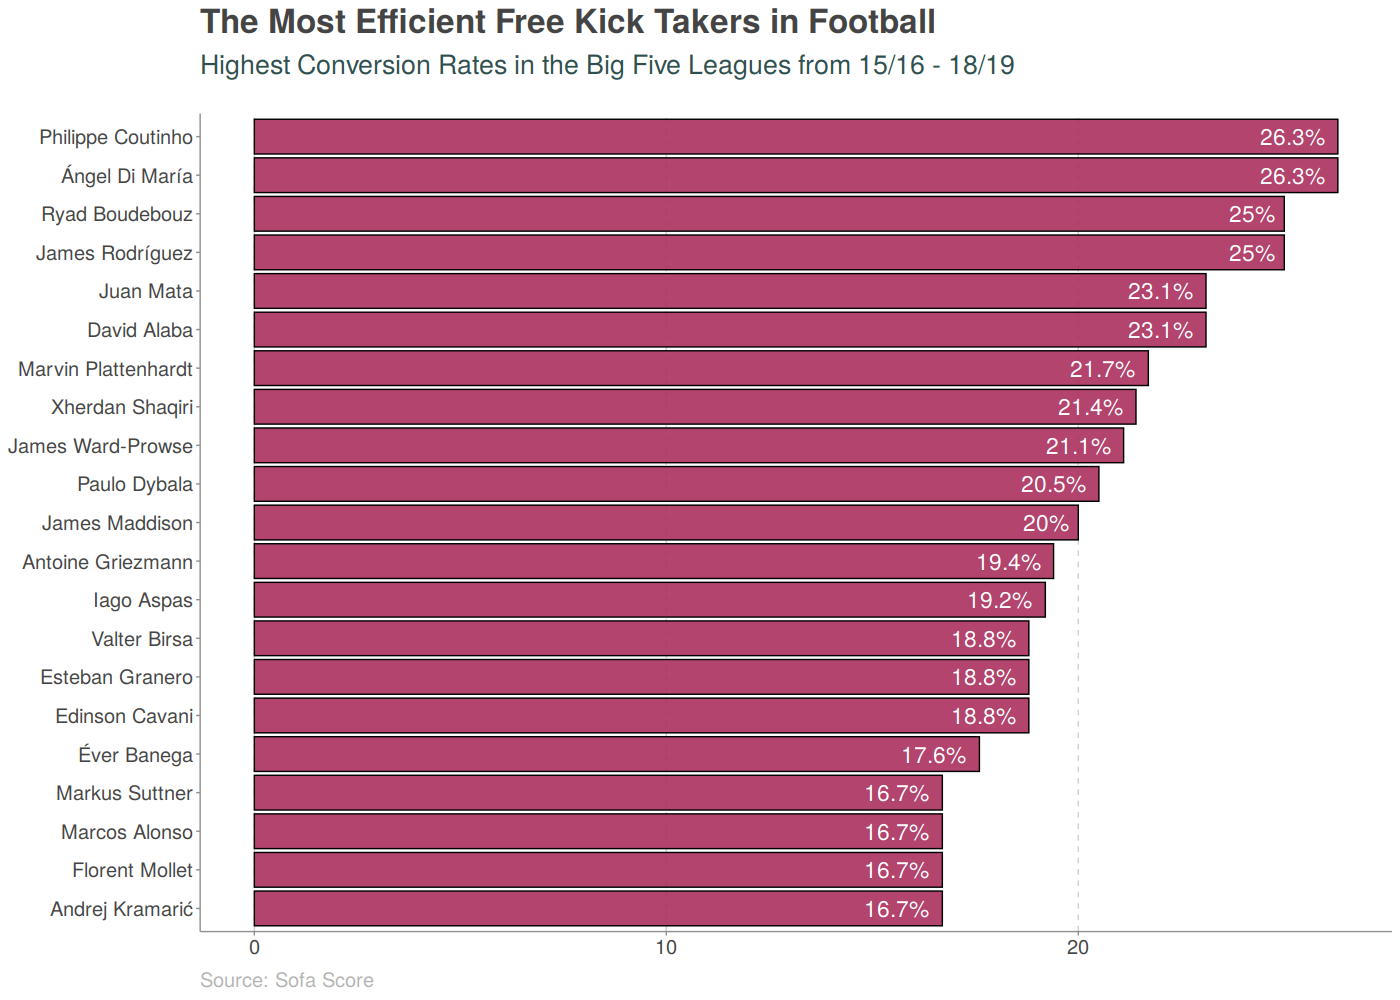 The Most Efficient Free Kick Takers in Football
Highest Conversion Rates in the Big Five Leagues from 15/16 - 18/19
Philippe Coutinho 26.3%
Ángel Di María 26.3%
Ryad Boudebouz 25%
James Rodríguez 25%
Juan Mata 23.1%
David Alaba 23.1%
Marvin Plattenhardt 21.7%
Xherdan Shaqiri 21.4%
James Ward-Prowse 21.1%
Paulo Dybala 20.5%
James Maddison 20%
Antoine Griezmann 19.4%
Iago Aspas 19.2%
Valter Birsa 18.8%
Esteban Granero 18.8%
Edinson Cavani 18.8%
Éver Banega 17.6%
Markus Suttner 16.7%
Marcos Alonso 16.7%
Florent Mollet 16.7%
Andrej Kramarić 16.7%
0 10 20
Source: Sofa Score